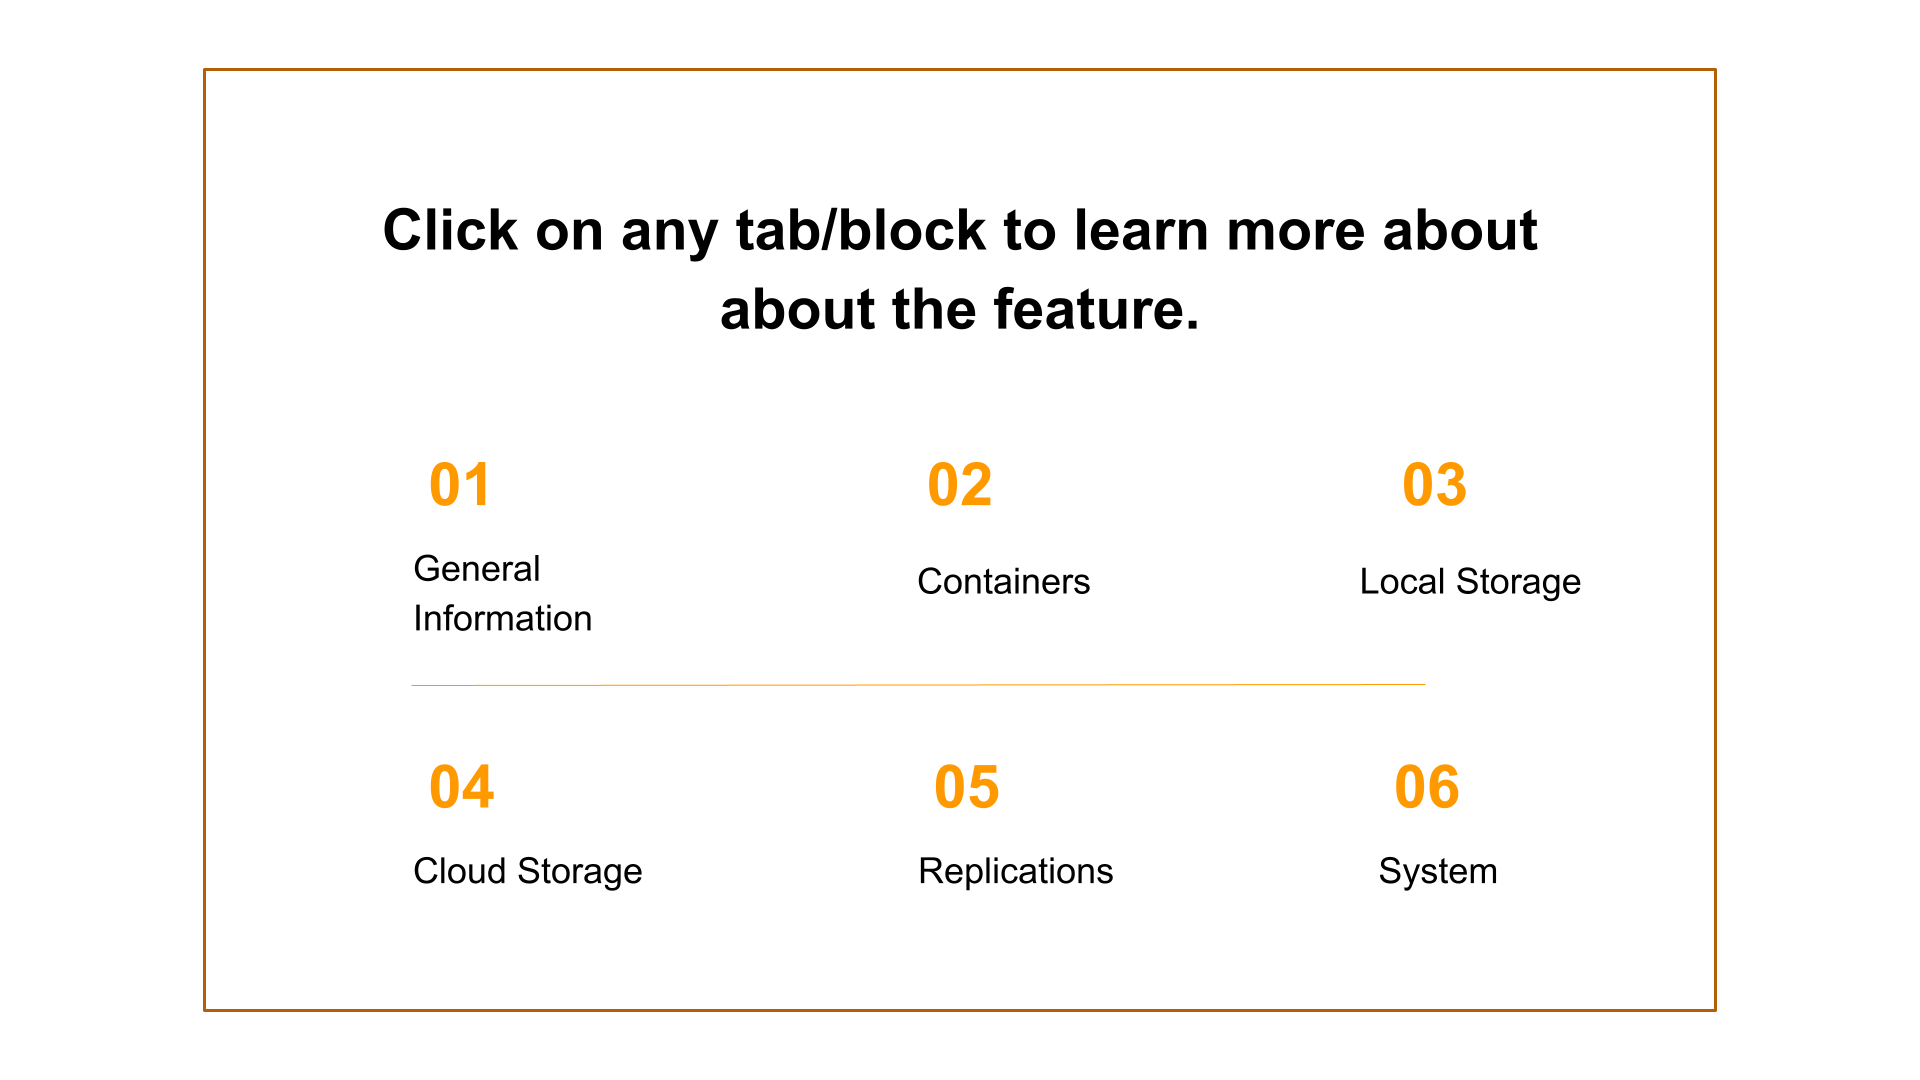 Click on any tab/block to learn more about
about the feature.
01
02
03
General
Information
Containers
Local Storage
04
05
06
Cloud Storage
Replications
System